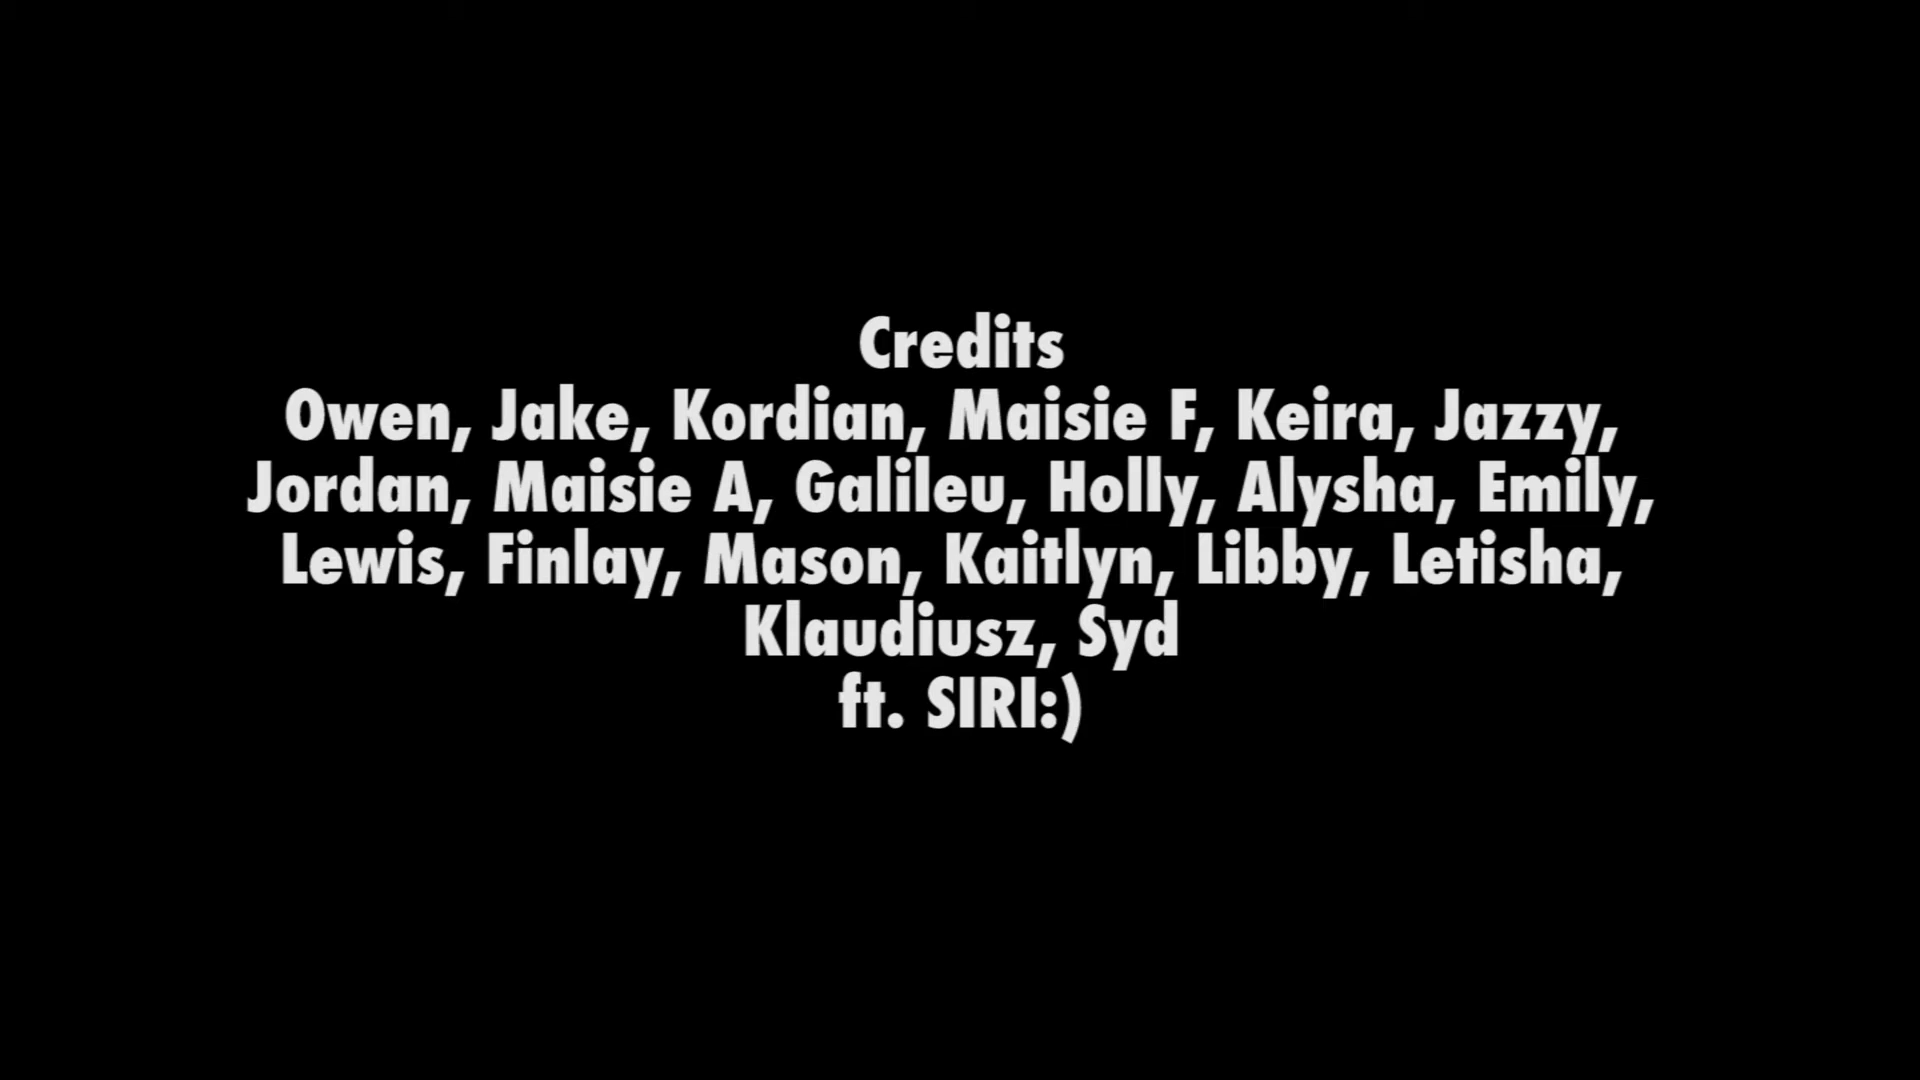 Credits
Owen, Jake, Kordian, Maisie F, Keira, Jazzy,
Jordan, Maisie A, Galileu, Holly, Alysha, Emily,
Lewis, Finlay, Mason, Kaitlyn, Libby, Letisha,
Klaudiusz, Syd
ft. SIRI:)